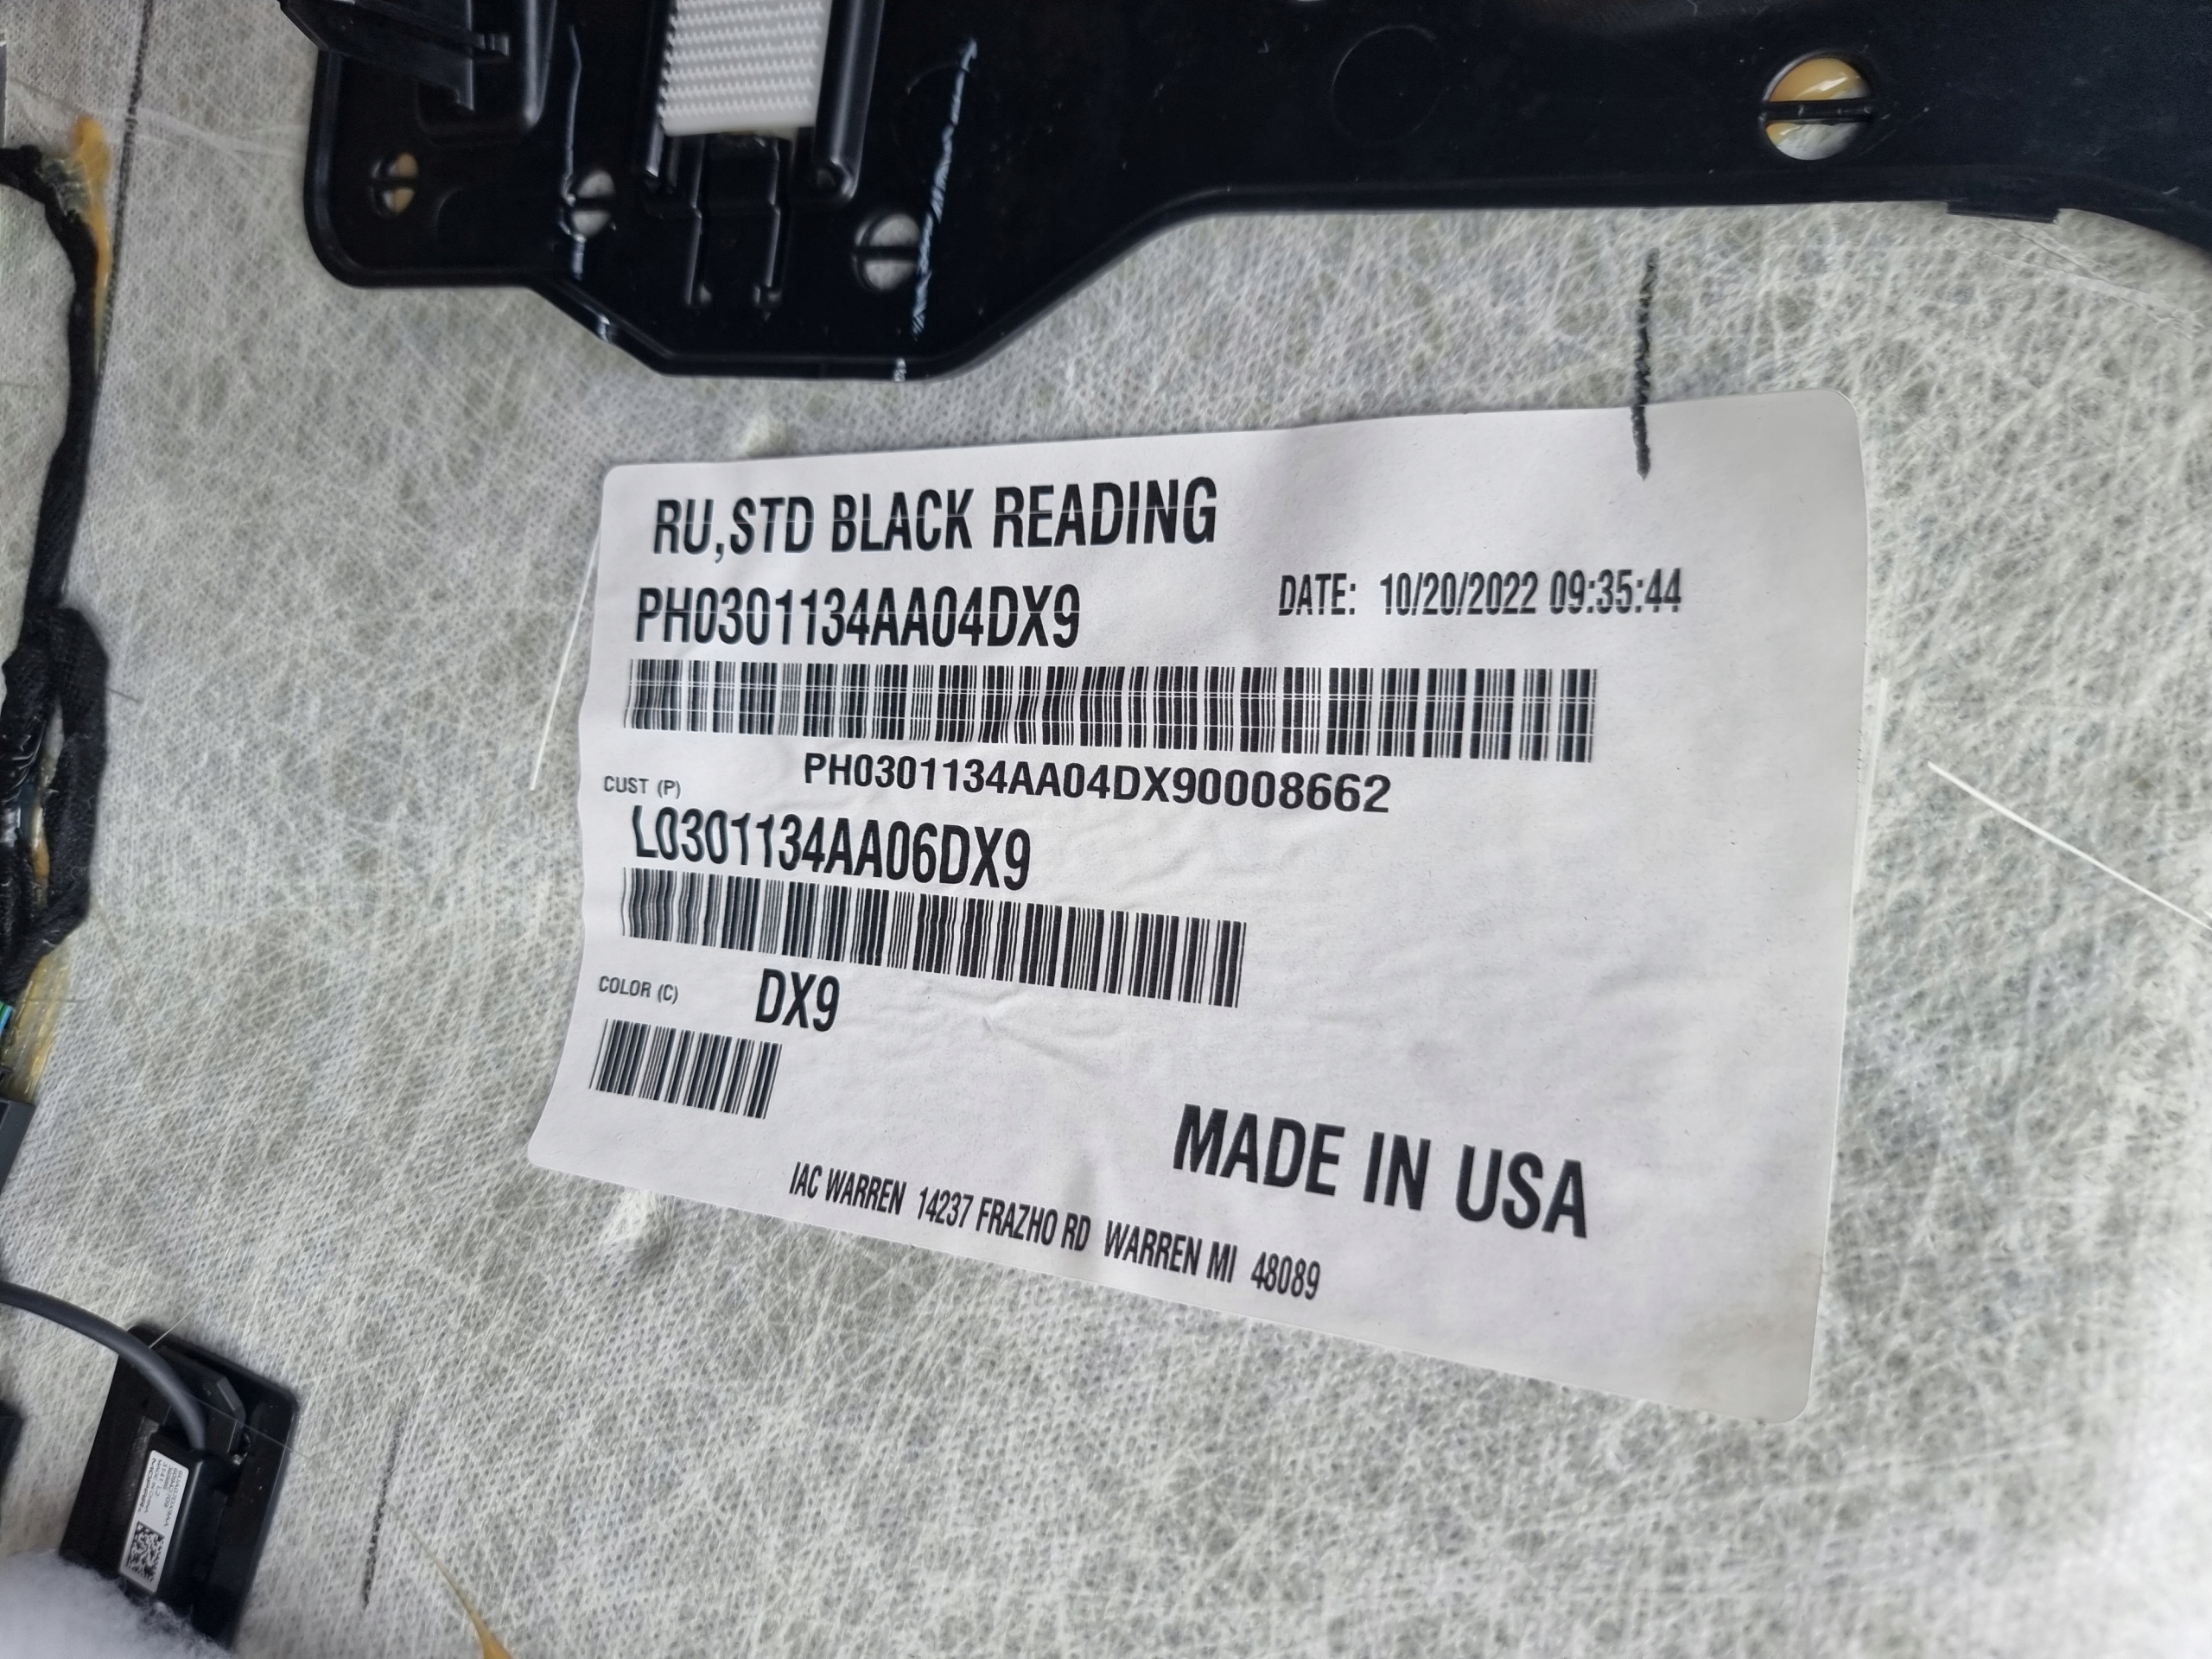 RU,STD BLACK READING
PH0301134AA04DX9
DATE: 10/20/2022 09:35:44
PH0301134AA04DX90008662
CUST (P)
L0301134AA06DX9
COLOR (C) DX9
MADE IN USA
IAC WARREN 14237 FRAZHO RD WARREN MI 48089